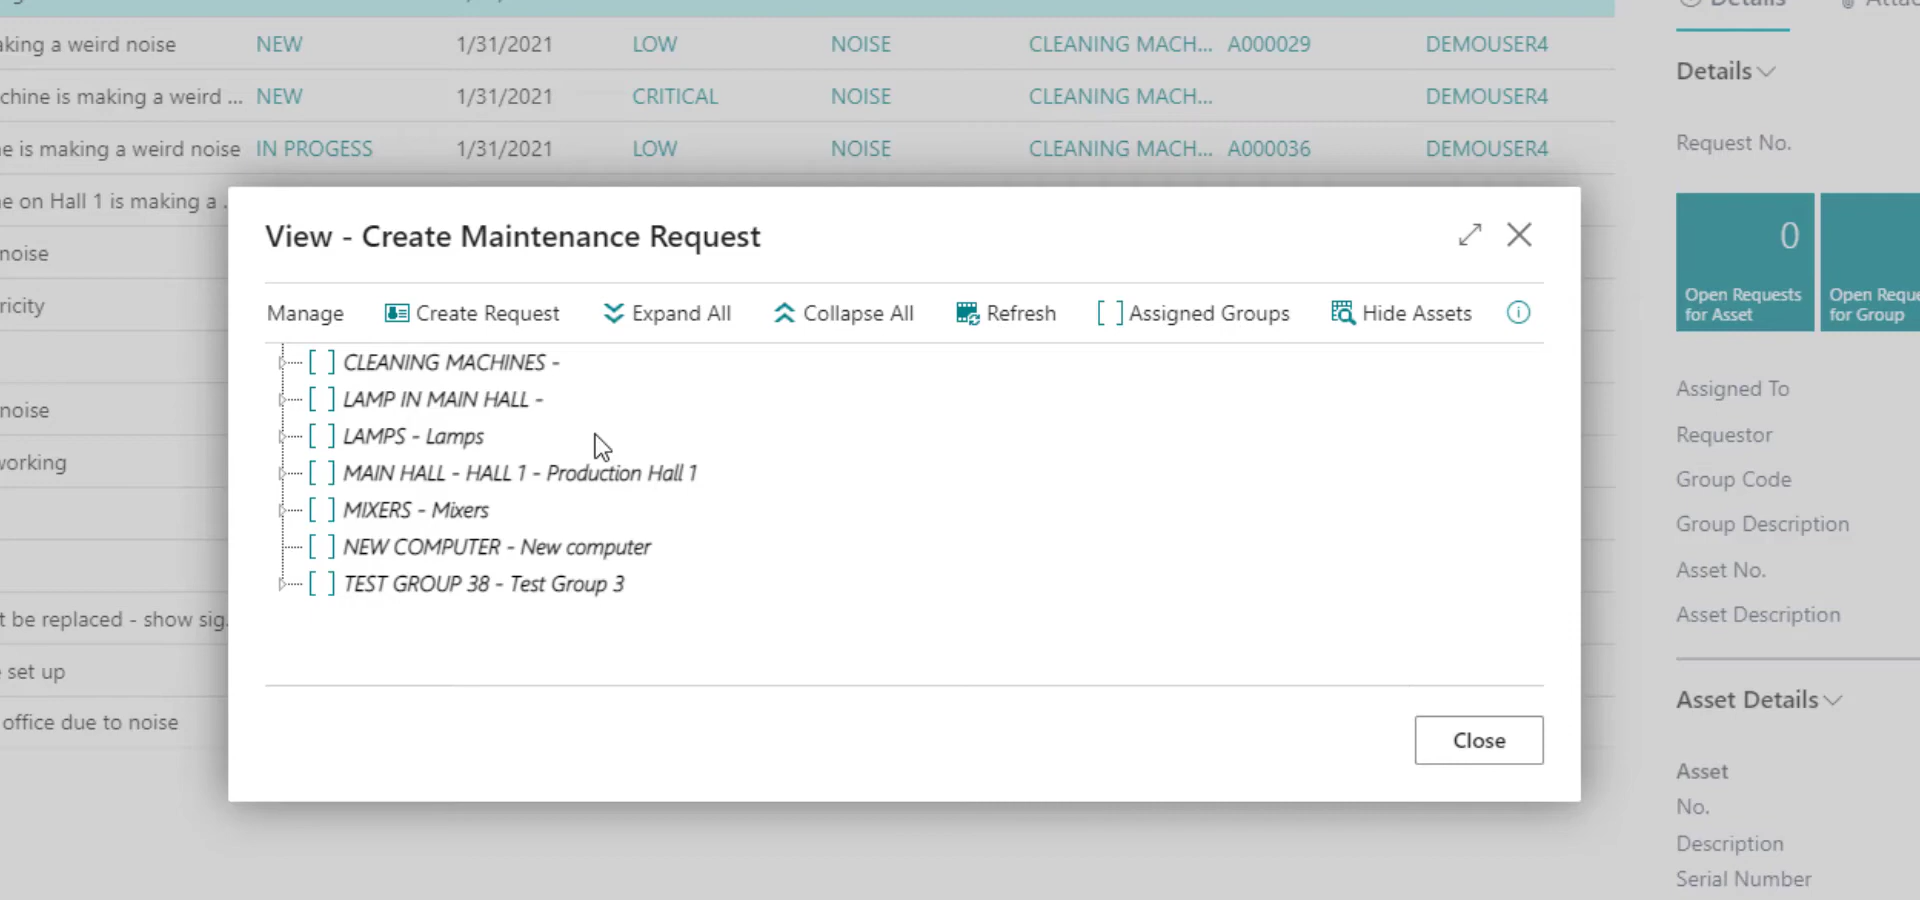 Details
aking a weird noise NEW 1/31/2021 LOW NOISE CLEANING MACH... A000029 DEMOUSER4
Details
chine is making a weird ... NEW 1/31/2021 CRITICAL NOISE CLEANING MACH... DEMOUSER4
Request No.
e is making a weird noise IN PROGESS 1/31/2021 LOW NOISE CLEANING MACH... A000036 DEMOUSER4
e on Hall 1 is making a .
noise
ricity
noise
vorking
t be replaced - show sig.
set up
office due to noise
View - Create Maintenance Request
Manage Create Request Expand All Collapse All Refresh [ ] Assigned Groups Hide Assets
[ ] CLEANING MACHINES -
[ ] LAMP IN MAIN HALL -
[ ] LAMPS - Lamps
[ ] MAIN HALL - HALL 1 - Production Hall 1
[ ] MIXERS - Mixers
[ ] NEW COMPUTER - New computer
[ ] TEST GROUP 38 - Test Group 3
Close
0
Open Requests
for Asset
Open Reque
for Group
Assigned To
Requestor
Group Code
Group Description
Asset No.
Asset Description
Asset Details
Asset
No.
Description
Serial Number